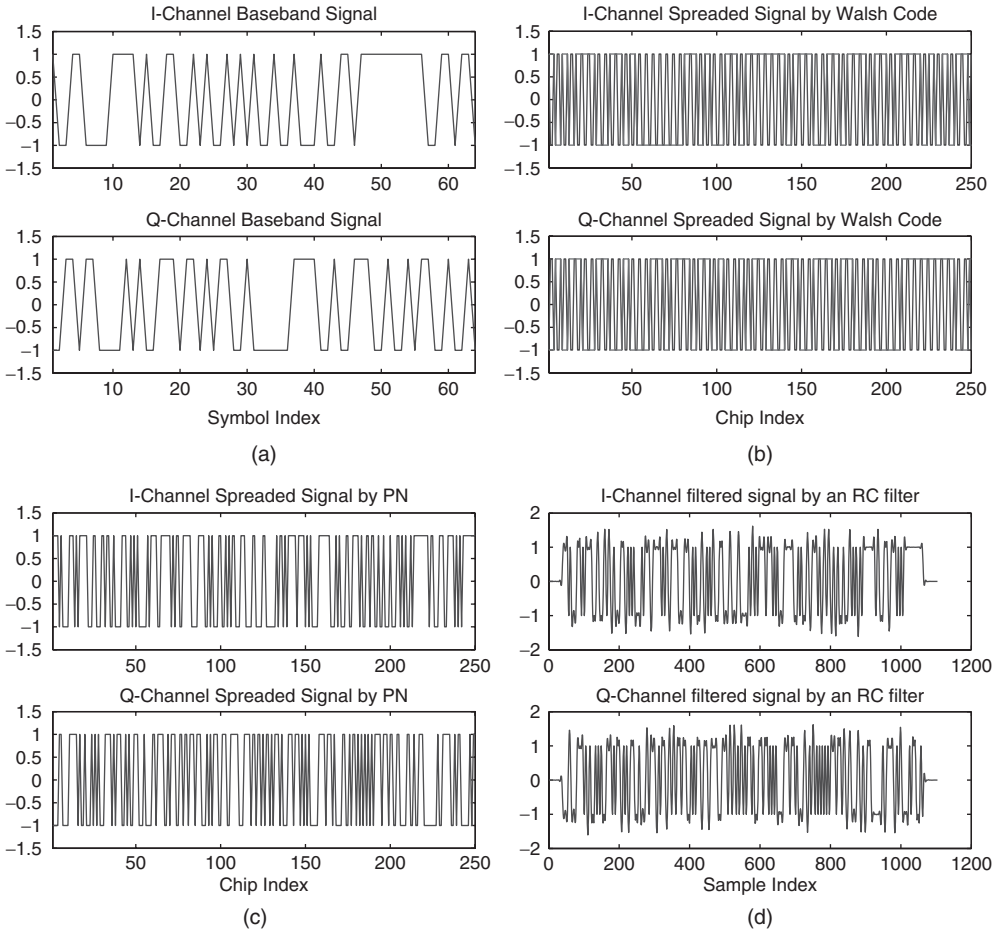 I-Channel Baseband Signal
1.5
1
0.5
0
−0.5
−1
−1.5
10 20 30 40 50 60
Q-Channel Baseband Signal
1.5
1
0.5
0
−0.5
−1
−1.5
10 20 30 40 50 60
Symbol Index
(a)
I-Channel Spreaded Signal by Walsh Code
1.5
1
0.5
0
−0.5
−1
−1.5
50 100 150 200 250
Q-Channel Spreaded Signal by Walsh Code
1.5
1
0.5
0
−0.5
−1
−1.5
50 100 150 200 250
Chip Index
(b)
I-Channel Spreaded Signal by PN
1.5
1
0.5
0
−0.5
−1
−1.5
50 100 150 200 250
Q-Channel Spreaded Signal by PN
1.5
1
0.5
0
−0.5
−1
−1.5
50 100 150 200 250
Chip Index
(c)
I-Channel filtered signal by an RC filter
2
1
0
−1
−2
0 200 400 600 800 1000 1200
Q-Channel filtered signal by an RC filter
2
1
0
−1
−2
0 200 400 600 800 1000 1200
Sample Index
(d)